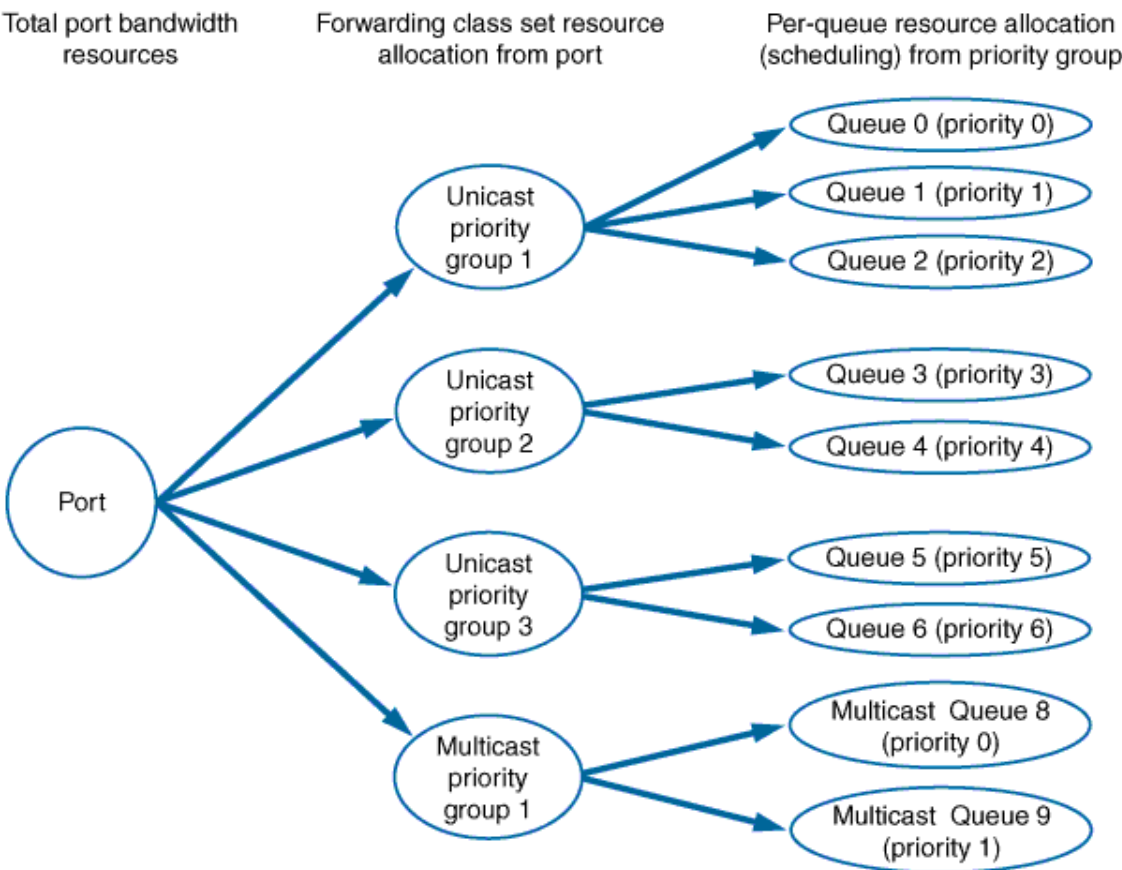 Total port bandwidth
resources
Forwarding class set resource
allocation from port
Per-queue resource allocation
(scheduling) from priority group
Port
Unicast
priority
group 1
Unicast
priority
group 2
Unicast
priority
group 3
Multicast
priority
group 1
Queue 0 (priority 0)
Queue 1 (priority 1)
Queue 2 (priority 2)
Queue 3 (priority 3)
Queue 4 (priority 4)
Queue 5 (priority 5)
Queue 6 (priority 6)
Multicast Queue 8
(priority 0)
Multicast Queue 9
(priority 1)